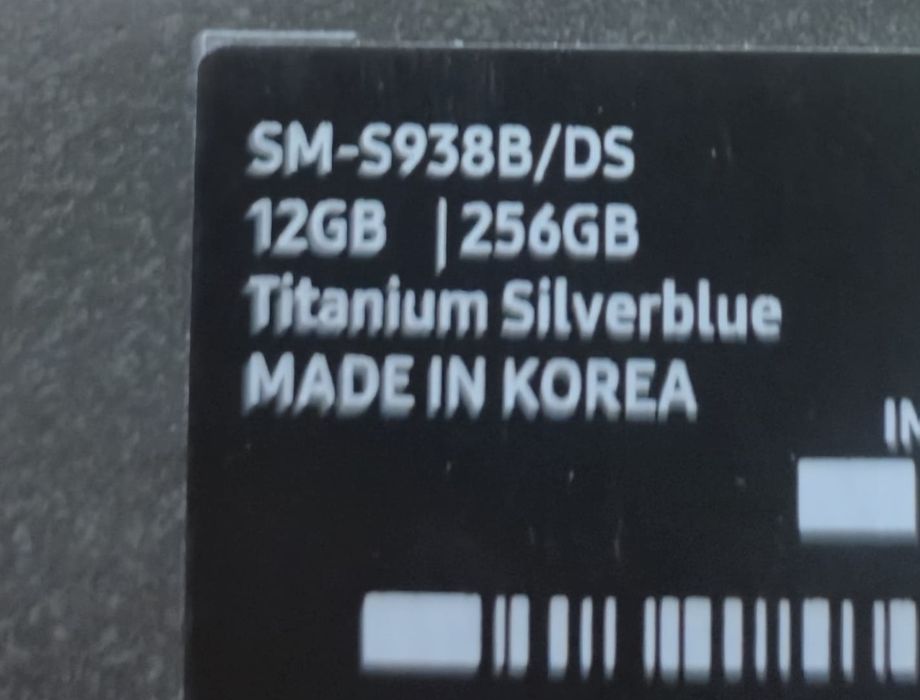 SM-S938B/DS
12GB | 256GB
Titanium Silverblue
MADE IN KOREA